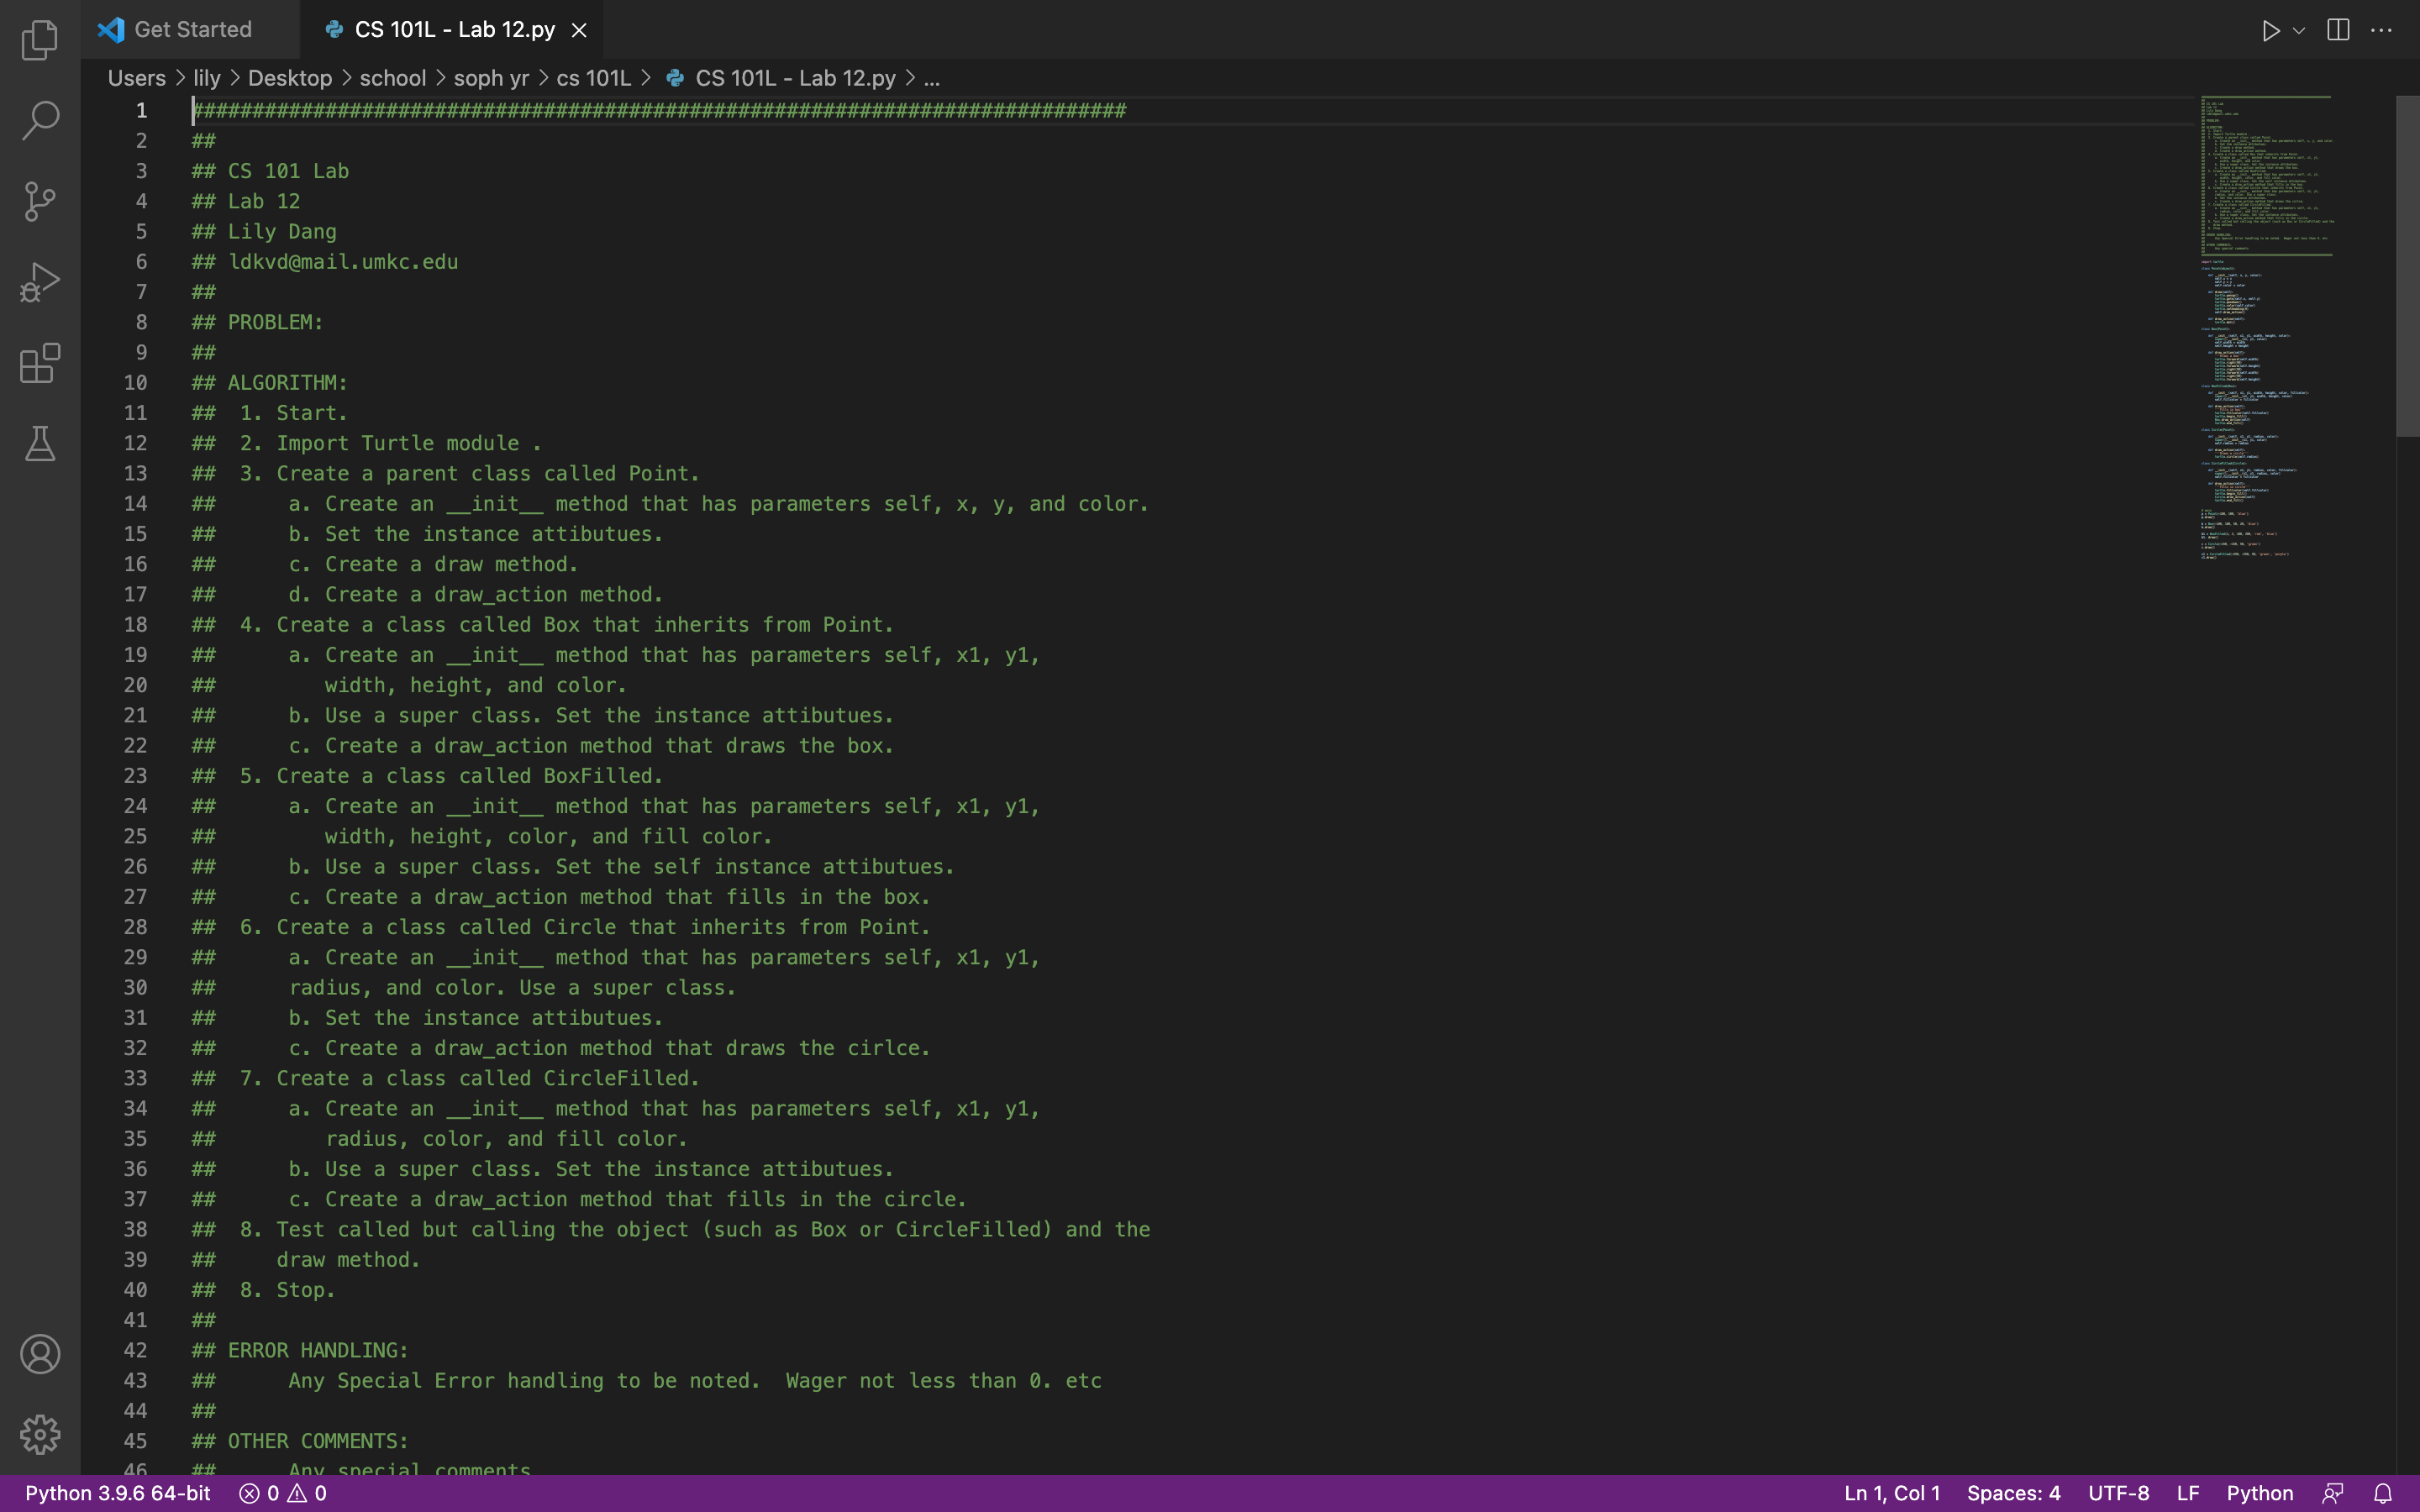 Get Started
CS 101L - Lab 12.py
Users > lily > Desktop > school > soph yr > cs 101L > CS 101L - Lab 12.py > ...
1 #############################################################################
2 ##
3 ## CS 101 Lab
4 ## Lab 12
5 ## Lily Dang
6 ## ldkvd@mail.umkc.edu
7 ##
8 ## PROBLEM:
9 ##
10 ## ALGORITHM:
11 ##  1. Start.
12 ##  2. Import Turtle module .
13 ##  3. Create a parent class called Point.
14 ##      a. Create an __init__ method that has parameters self, x, y, and color.
15 ##      b. Set the instance attibutues.
16 ##      c. Create a draw method.
17 ##      d. Create a draw_action method.
18 ##  4. Create a class called Box that inherits from Point.
19 ##      a. Create an __init__ method that has parameters self, x1, y1,
20 ##         width, height, and color.
21 ##      b. Use a super class. Set the instance attibutues.
22 ##      c. Create a draw_action method that draws the box.
23 ##  5. Create a class called BoxFilled.
24 ##      a. Create an __init__ method that has parameters self, x1, y1,
25 ##         width, height, color, and fill color.
26 ##      b. Use a super class. Set the self instance attibutues.
27 ##      c. Create a draw_action method that fills in the box.
28 ##  6. Create a class called Circle that inherits from Point.
29 ##      a. Create an __init__ method that has parameters self, x1, y1,
30 ##      radius, and color. Use a super class.
31 ##      b. Set the instance attibutues.
32 ##      c. Create a draw_action method that draws the cirlce.
33 ##  7. Create a class called CircleFilled.
34 ##      a. Create an __init__ method that has parameters self, x1, y1,
35 ##         radius, color, and fill color.
36 ##      b. Use a super class. Set the instance attibutues.
37 ##      c. Create a draw_action method that fills in the circle.
38 ##  8. Test called but calling the object (such as Box or CircleFilled) and the
39 ##     draw method.
40 ##  8. Stop.
41 ##
42 ## ERROR HANDLING:
43 ##      Any Special Error handling to be noted.  Wager not less than 0. etc
44 ##
45 ## OTHER COMMENTS:
46 ##      Any special comments
Python 3.9.6 64-bit 0 0 Ln 1, Col 1 Spaces: 4 UTF-8 LF Python